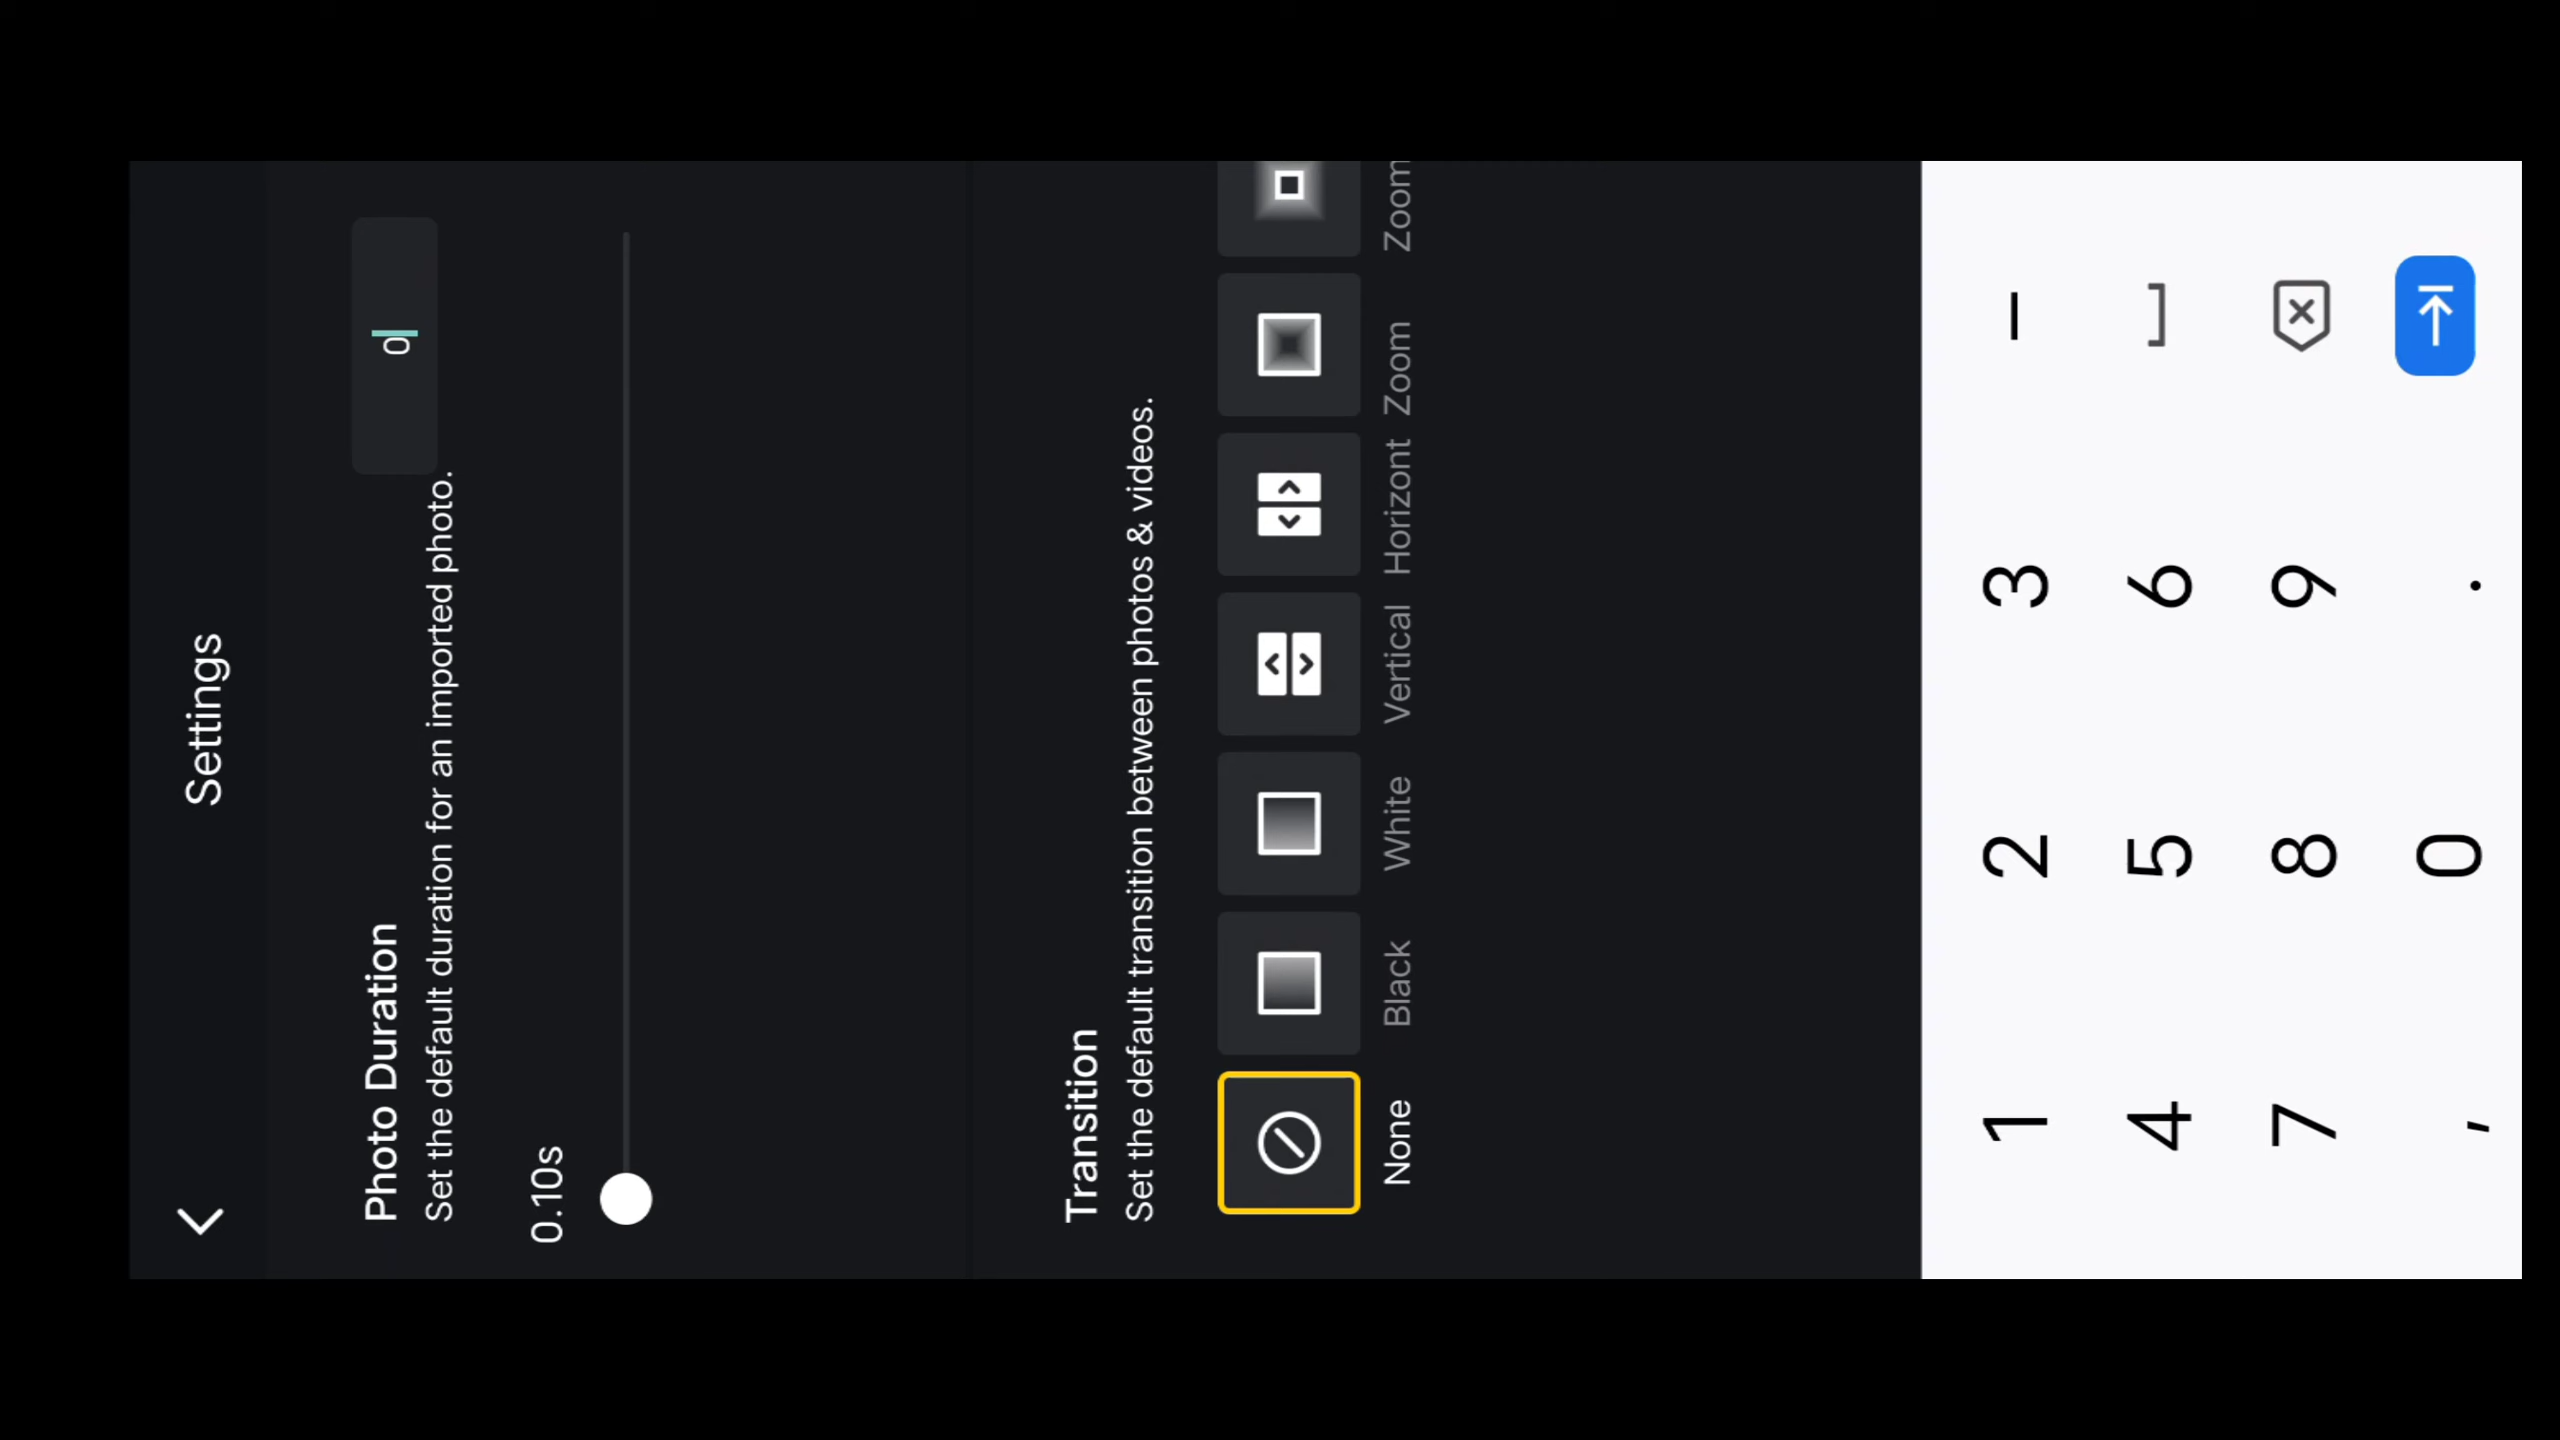 Settings
Photo Duration
0
Set the default duration for an imported photo.
0.10s
Transition
Set the default transition between photos & videos.
None Black White Vertical Horizont Zoom Zoom
1 2 3 –
4 5 6 ⎵
7 8 9
, 0 .